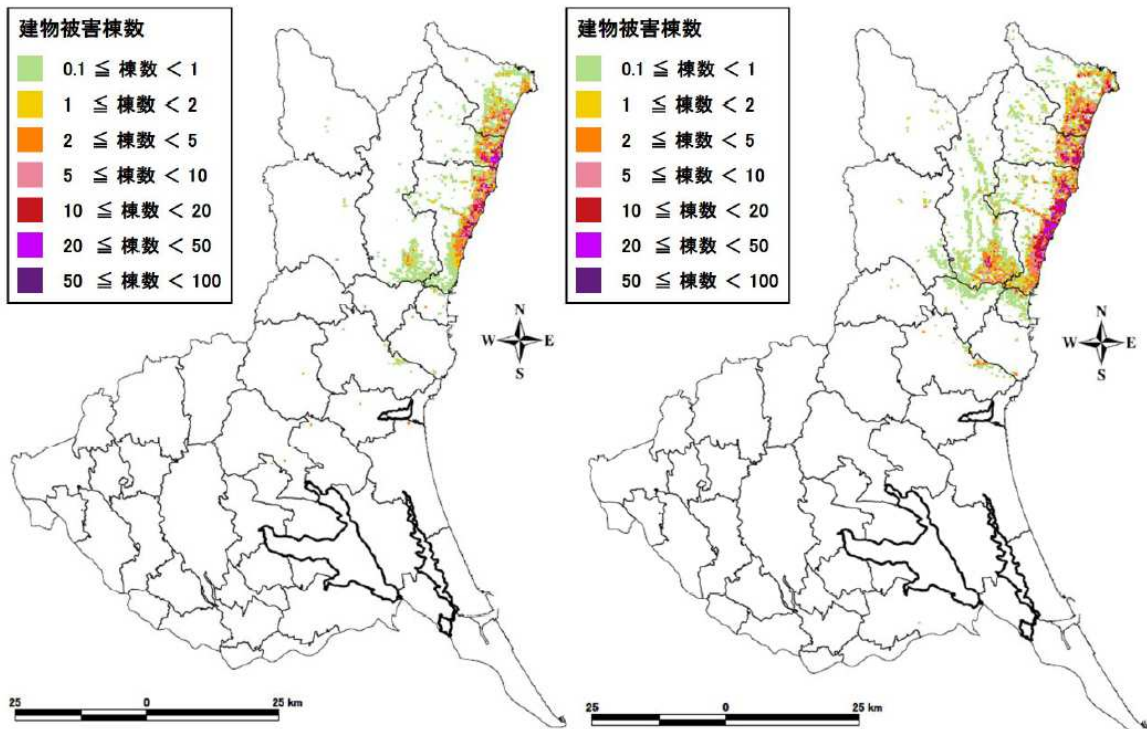 建物被害棟数
0.1 ≦ 棟数 < 1
1 ≦ 棟数 < 2
2 ≦ 棟数 < 5
5 ≦ 棟数 < 10
10 ≦ 棟数 < 20
20 ≦ 棟数 < 50
50 ≦ 棟数 < 100
N
W E
S
25 0 25 km
建物被害棟数
0.1 ≦ 棟数 < 1
1 ≦ 棟数 < 2
2 ≦ 棟数 < 5
5 ≦ 棟数 < 10
10 ≦ 棟数 < 20
20 ≦ 棟数 < 50
50 ≦ 棟数 < 100
N
W E
S
25 0 25 km